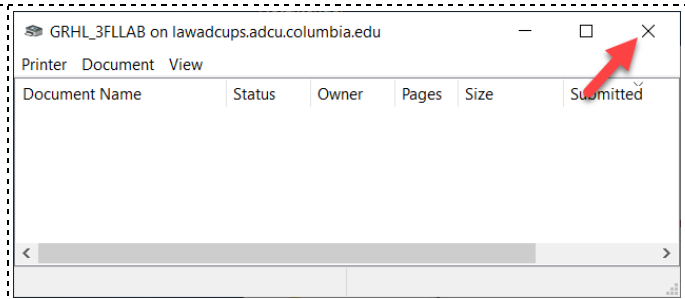 GRHL_3FLLAB on lawadcups.adcu.columbia.edu
Printer Document View
Document Name Status Owner Pages Size Submitted